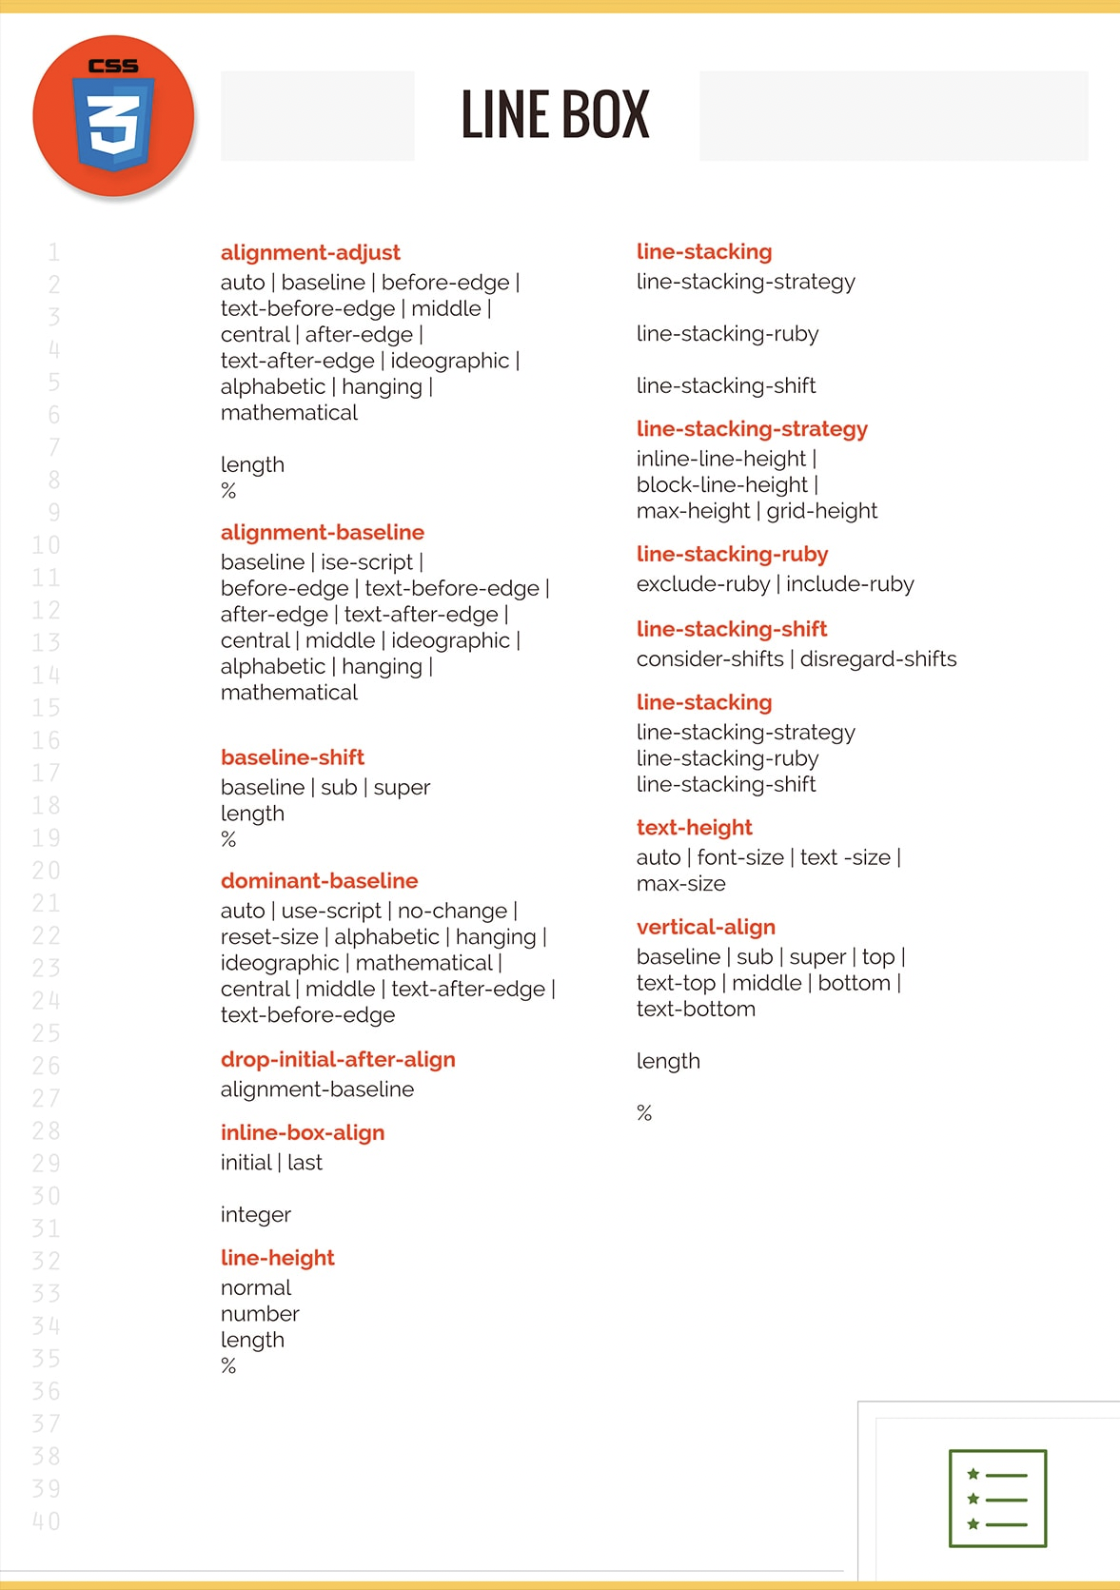 CSS
3
LINE BOX
1
2
3
4
5
6
7
8
9
10
11
12
13
14
15
16
17
18
19
20
21
22
23
24
25
26
27
28
29
30
31
32
33
34
35
36
37
38
39
40
alignment-adjust
auto | baseline | before-edge |
text-before-edge | middle |
central | after-edge |
text-after-edge | ideographic |
alphabetic | hanging |
mathematical
length
%
alignment-baseline
baseline | ise-script |
before-edge | text-before-edge |
after-edge | text-after-edge |
central | middle | ideographic |
alphabetic | hanging |
mathematical
baseline-shift
baseline | sub | super
length
%
dominant-baseline
auto | use-script | no-change |
reset-size | alphabetic | hanging |
ideographic | mathematical |
central | middle | text-after-edge |
text-before-edge
drop-initial-after-align
alignment-baseline
inline-box-align
initial | last
integer
line-height
normal
number
length
%
line-stacking
line-stacking-strategy
line-stacking-ruby
line-stacking-shift
line-stacking-strategy
inline-line-height |
block-line-height |
max-height | grid-height
line-stacking-ruby
exclude-ruby | include-ruby
line-stacking-shift
consider-shifts | disregard-shifts
line-stacking
line-stacking-strategy
line-stacking-ruby
line-stacking-shift
text-height
auto | font-size | text -size |
max-size
vertical-align
baseline | sub | super | top |
text-top | middle | bottom |
text-bottom
length
%